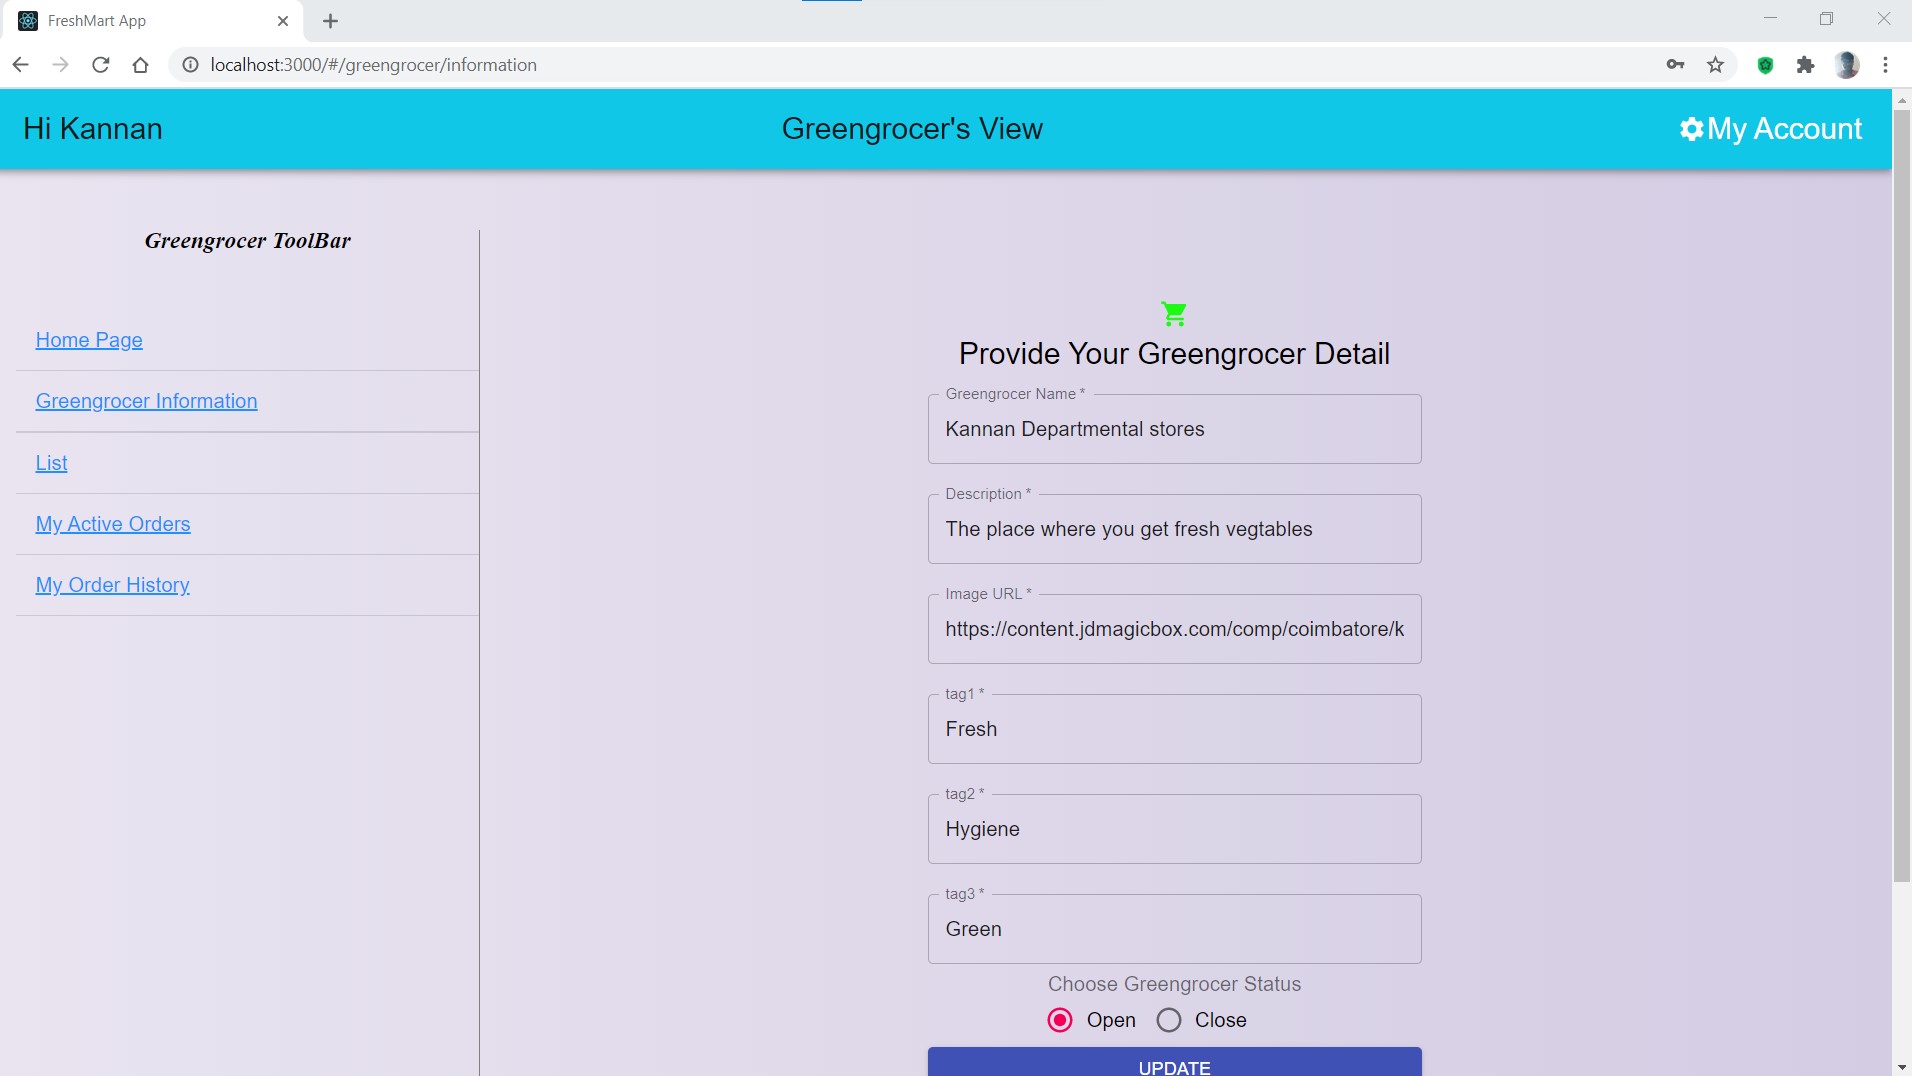 FreshMart App
localhost:3000/#/greengrocer/information
Hi Kannan
Greengrocer's View
My Account
Greengrocer ToolBar
Home Page
Greengrocer Information
List
My Active Orders
My Order History
Provide Your Greengrocer Detail
Greengrocer Name *
Kannan Departmental stores
Description *
The place where you get fresh vegtables
Image URL *
https://content.jdmagicbox.com/comp/coimbatore/k
tag1 *
Fresh
tag2 *
Hygiene
tag3 *
Green
Choose Greengrocer Status
Open
Close
UPDATE